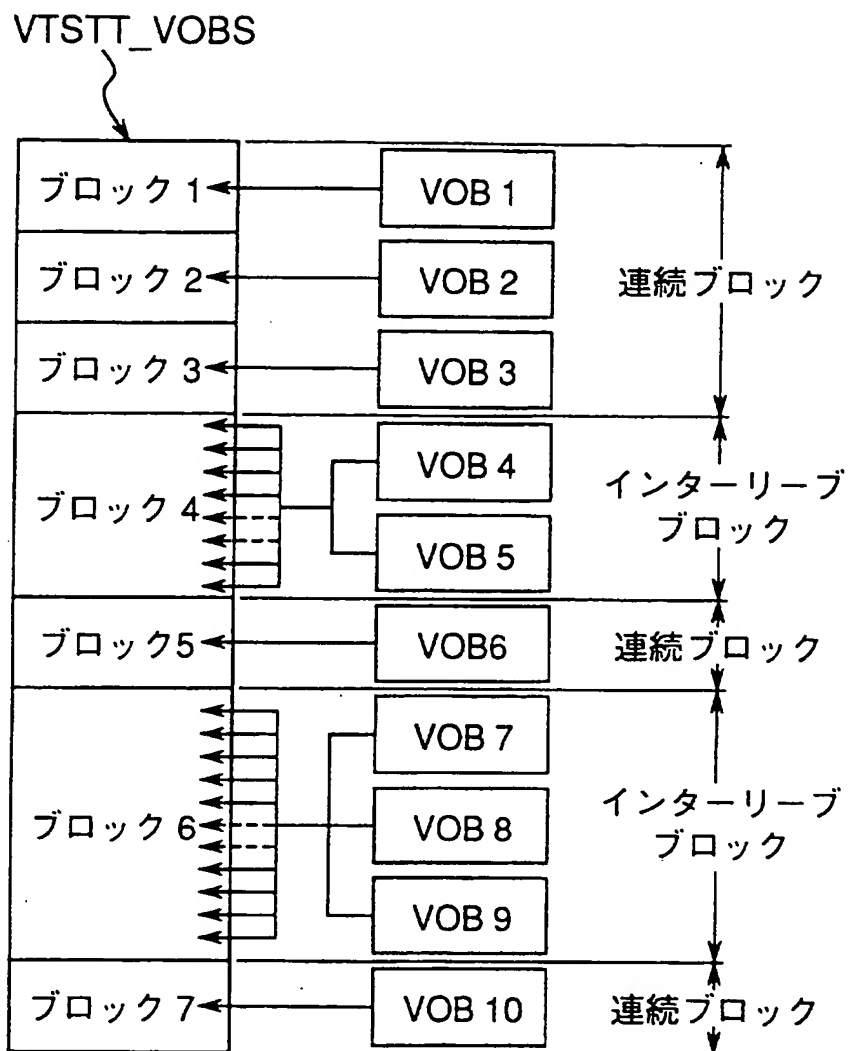 VTSTT_VOBS
ブロック 1
VOB 1
ブロック 2
VOB 2
連続ブロック
ブロック 3
VOB 3
ブロック 4
VOB 4
VOB 5
インターリーブ
ブロック
ブロック5
VOB6
連続ブロック
ブロック 6
VOB 7
VOB 8
VOB 9
インターリーブ
ブロック
ブロック 7
VOB 10
連続ブロック